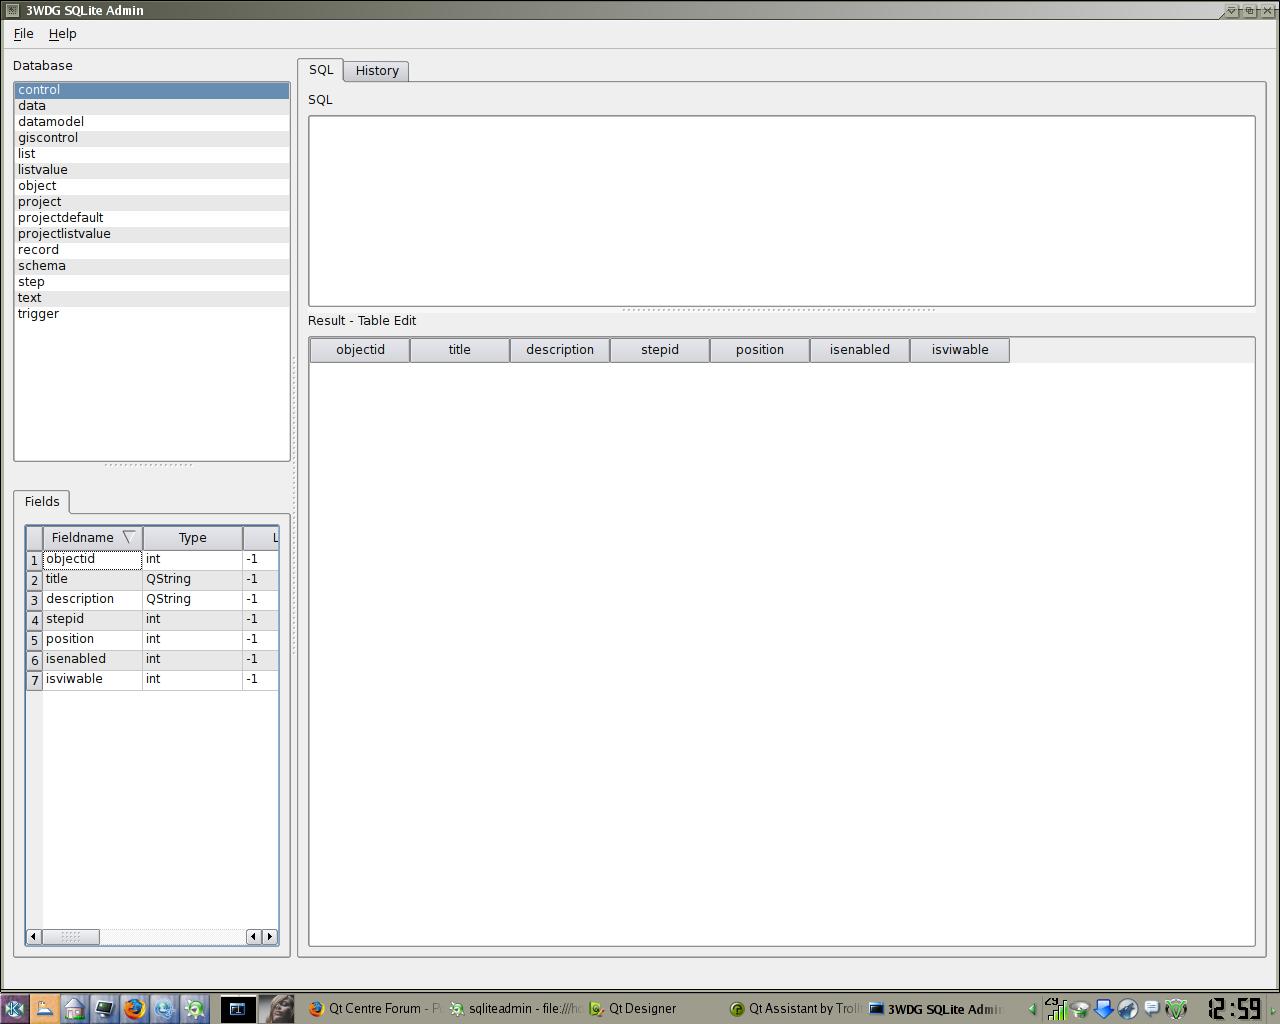 3WDG SQLite Admin
File Help
Database
control
data
datamodel
giscontrol
list
listvalue
object
project
projectdefault
projectlistvalue
record
schema
step
text
trigger
Fields
Fieldname Type L
1 objectid int -1
2 title QString -1
3 description QString -1
4 stepid int -1
5 position int -1
6 isenabled int -1
7 isviwable int -1
SQL History
SQL
Result - Table Edit
objectid title description stepid position isenabled isviwable
Qt Centre Forum - P sqliteadmin - file:///h Qt Designer Qt Assistant by Troll 3WDG SQLite Admi 29 12:59